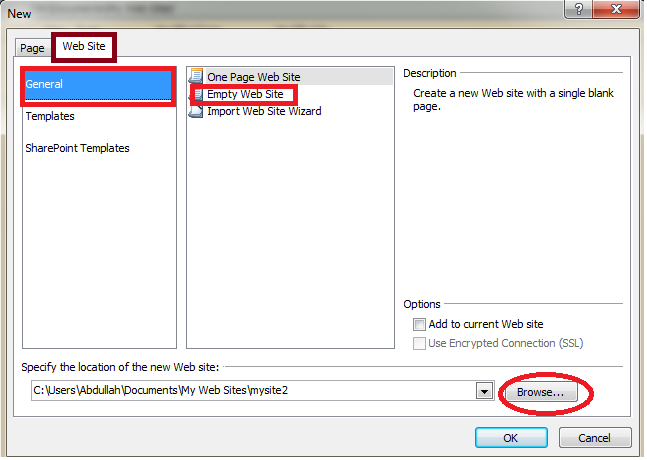 New
Page
Web Site
General
Templates
SharePoint Templates
One Page Web Site
Empty Web Site
Import Web Site Wizard
Description
Create a new Web site with a single blank
page.
Options
Add to current Web site
Use Encrypted Connection (SSL)
Specify the location of the new Web site:
C:\Users\Abdullah\Documents\My Web Sites\mysite2
Browse...
OK
Cancel